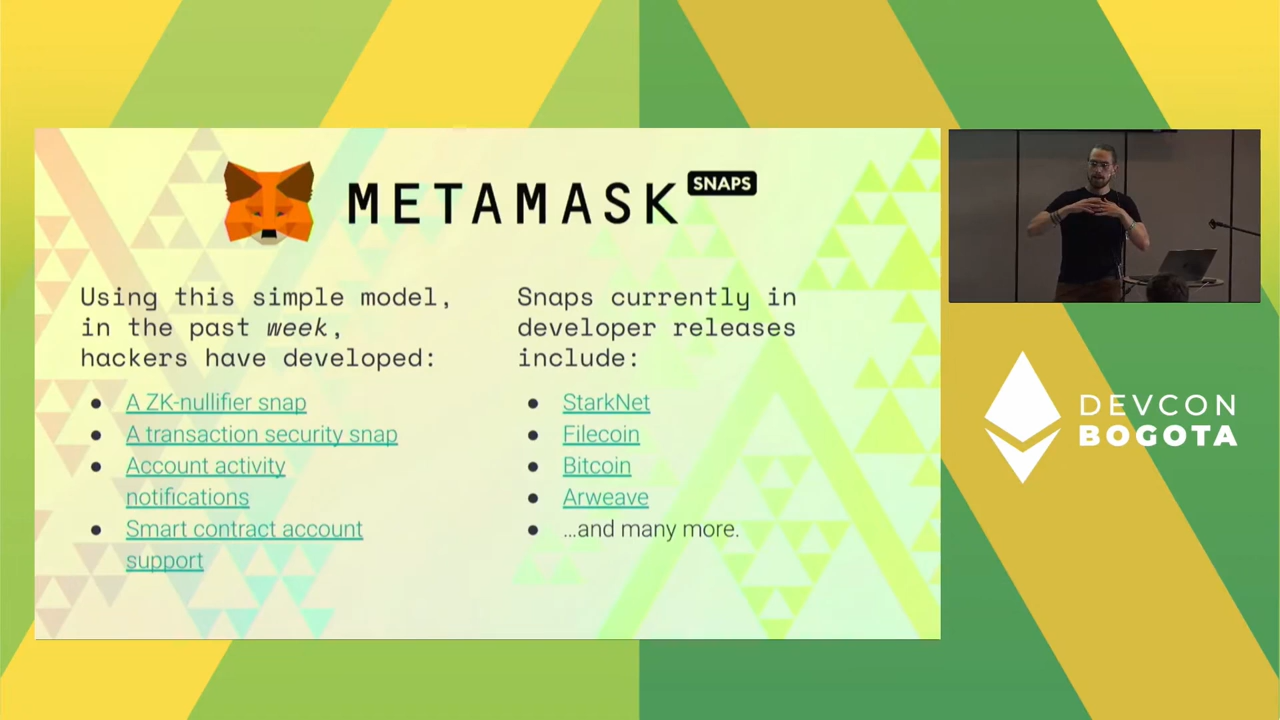 METAMASK SNAPS
Using this simple model,
in the past week,
hackers have developed:
● A ZK-nullifier snap
● A transaction security snap
● Account activity
notifications
● Smart contract account
support
Snaps currently in
developer releases
include:
● StarkNet
● Filecoin
● Bitcoin
● Arweave
● …and many more.
DEVCON
BOGOTA